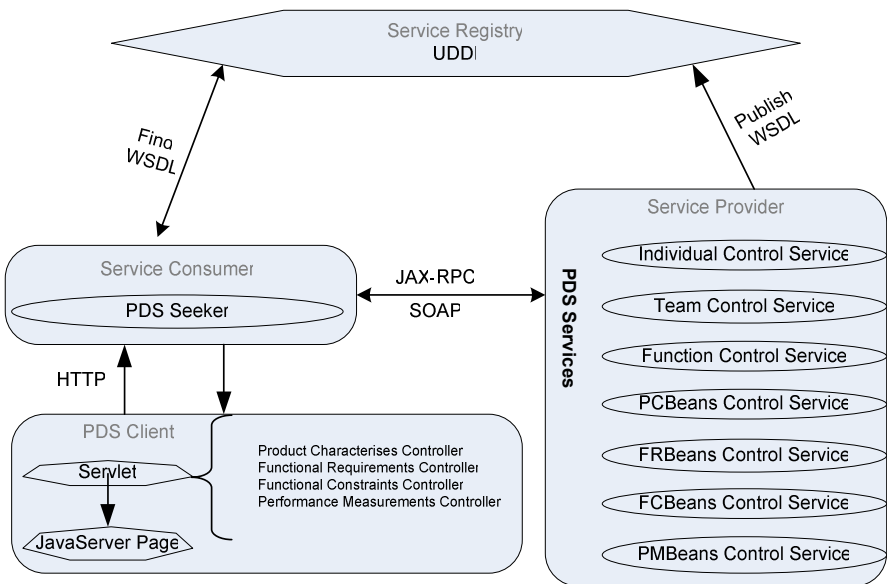 Service Registry
UDDI
Find
WSDL
Publish
WSDL
Service Consumer
PDS Seeker
JAX-RPC
SOAP
HTTP
PDS Client
Servlet
JavaServer Page
Product Characterises Controller
Functional Requirements Controller
Functional Constraints Controller
Performance Measurements Controller
Service Provider
PDS Services
Individual Control Service
Team Control Service
Function Control Service
PCBeans Control Service
FRBeans Control Service
FCBeans Control Service
PMBeans Control Service